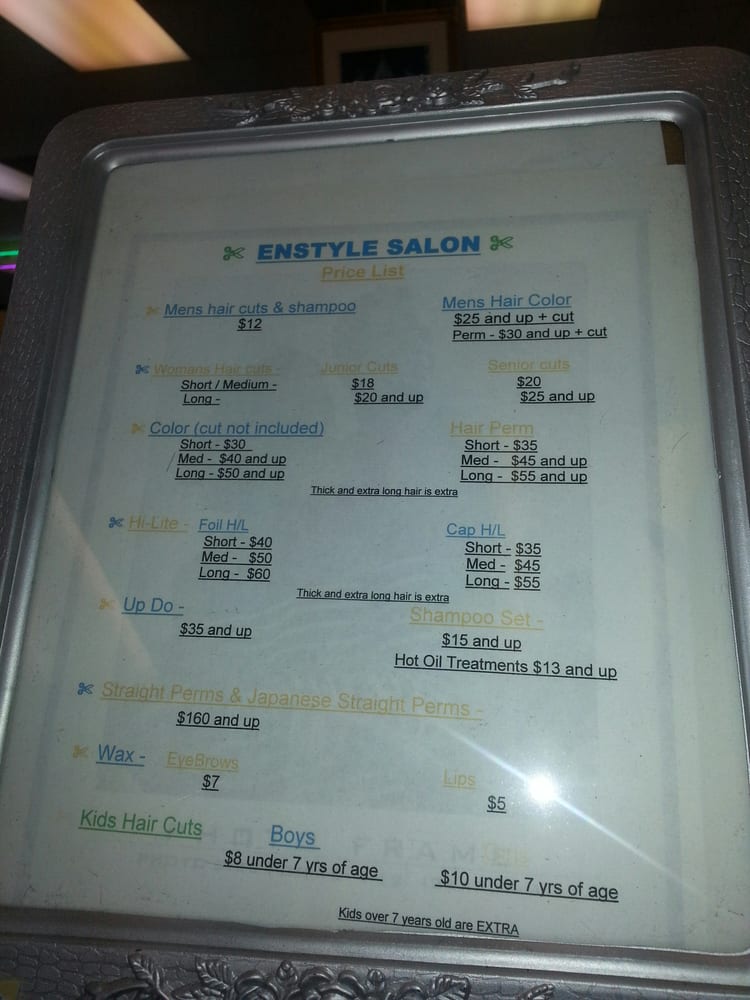 ENSTYLE SALON
Price List
Mens hair cuts & shampoo
$12
Mens Hair Color
$25 and up + cut
Perm - $30 and up + cut
Womans Hair cuts - Junior Cuts Senior cuts
Short / Medium - $18 $20
Long - $20 and up $25 and up
Color (cut not included)
Short - $30
Med - $40 and up
Long - $50 and up
Hair Perm
Short - $35
Med - $45 and up
Long - $55 and up
Thick and extra long hair is extra
Hi-Lite - Foil H/L
Short - $40
Med - $50
Long - $60
Cap H/L
Short - $35
Med - $45
Long - $55
Thick and extra long hair is extra
Up Do -
$35 and up
Shampoo Set -
$15 and up
Hot Oil Treatments $13 and up
Straight Perms & Japanese Straight Perms -
$160 and up
Wax - EyeBrows Lips
$7 $5
Kids Hair Cuts Boys
$8 under 7 yrs of age $10 under 7 yrs of age
Kids over 7 years old are EXTRA